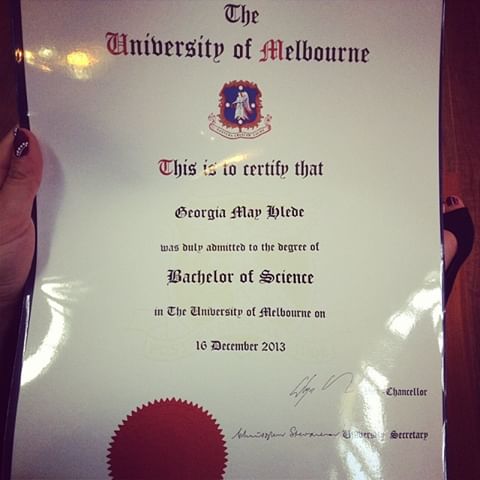 The
University of Melbourne
This is to certify that
Georgia May Hlede
was duly admitted to the degree of
Bachelor of Science
in The University of Melbourne on
16 December 2013
-Chancellor
University Secretary